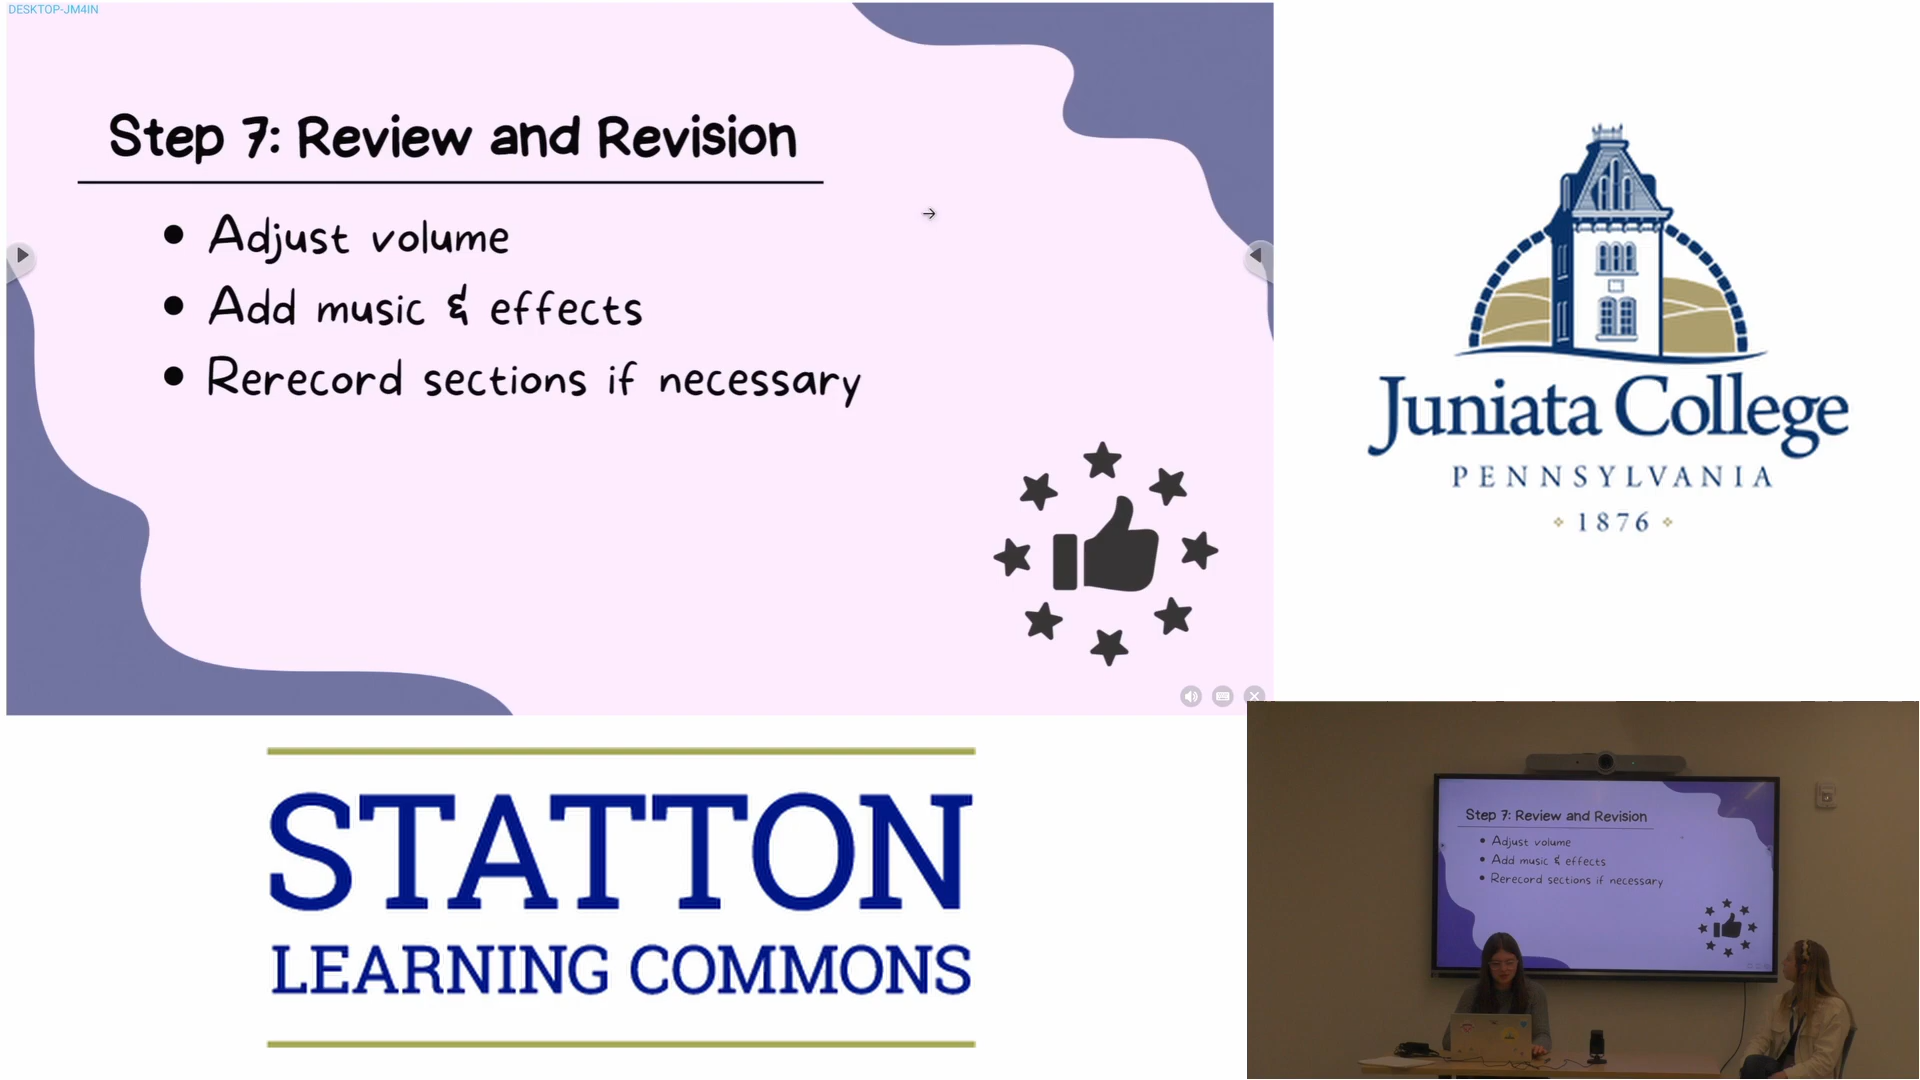 DESKTOP-JM4IN
Step 7: Review and Revision
Adjust volume
Add music & effects
Rerecord sections if necessary
Juniata College
PENNSYLVANIA
1876
STATTON
LEARNING COMMONS
Step 7: Review and Revision
Adjust volume
Add music & effects
Rerecord sections if necessary